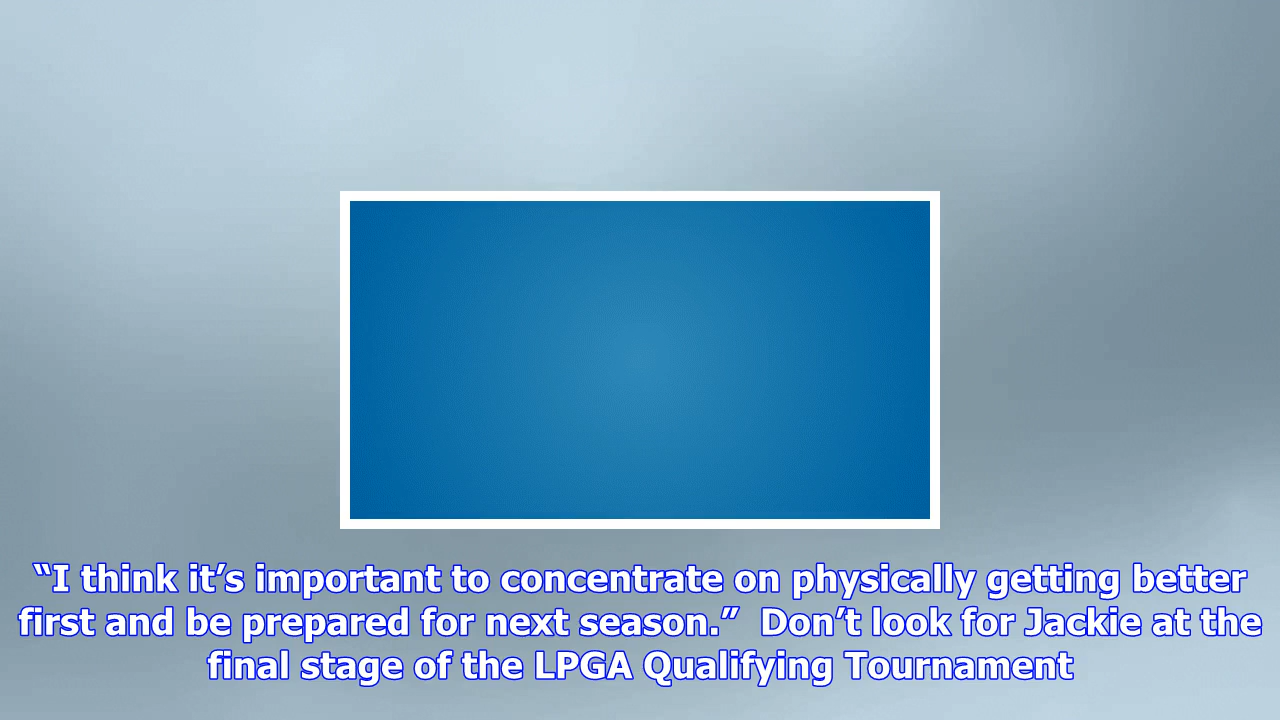 “I think it’s important to concentrate on physically getting better
first and be prepared for next season.”  Don’t look for Jackie at the
final stage of the LPGA Qualifying Tournament